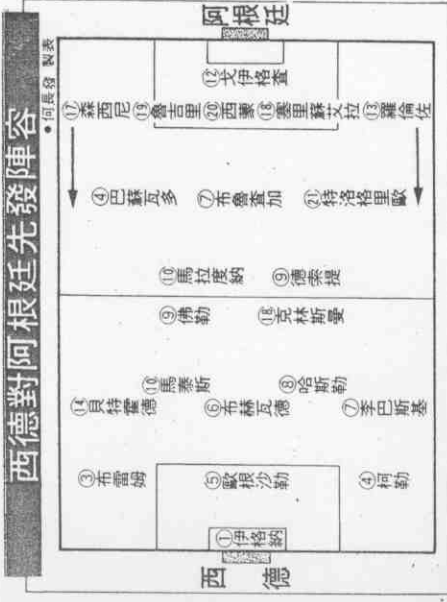 西德對阿根廷先發陣容
•何長發 製表
阿根廷
⑫戈伊格查
⑰森西尼
⑲魯吉里
⑳西蒙
⑱塞里蘇艾拉
⑬羅倫佐
④巴蘇瓦多
⑦布魯查加
㉑特洛格里歐
⑩馬拉度納
⑨德索提
⑨佛勒
⑱克林斯曼
⑭貝特霍德
⑩馬泰斯
⑥布赫瓦德
⑧哈斯勒
⑦李巴斯基
③布雷姆
⑤歐根沙勒
④柯勒
①伊格納
西德